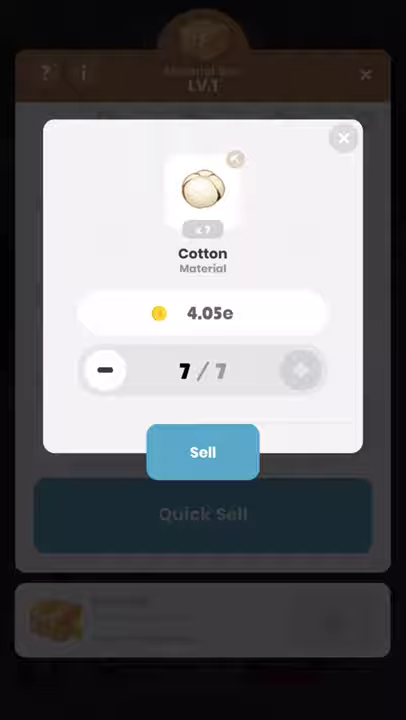 ? i
LV.1
x 7
Cotton
Material
4.05e
7 / 7
Sell
Quick Sell